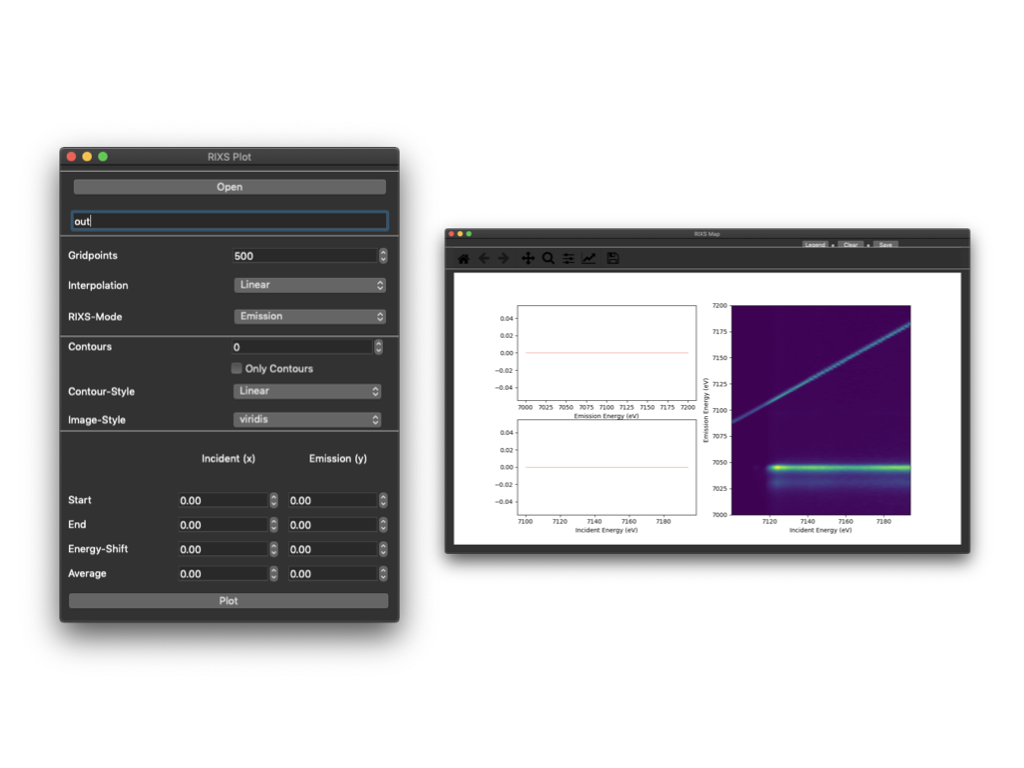 RIXS Plot
Open
out
Gridpoints 500
Interpolation Linear
RIXS-Mode Emission
Contours 0
Only Contours
Contour-Style Linear
Image-Style viridis
Incident (x) Emission (y)
Start 0.00 0.00
End 0.00 0.00
Energy-Shift 0.00 0.00
Average 0.00 0.00
Plot
RIXS Map
Legend Clear Save
0.04
0.02
0.00
−0.02
−0.04
7000 7025 7050 7075 7100 7125 7150 7175 7200
Emission Energy (eV)
0.04
0.02
0.00
−0.02
−0.04
7100 7120 7140 7160 7180
Incident Energy (eV)
7200
7175
7150
7125
7100
7075
7050
7025
7000
Emission Energy (eV)
7120 7140 7160 7180
Incident Energy (eV)